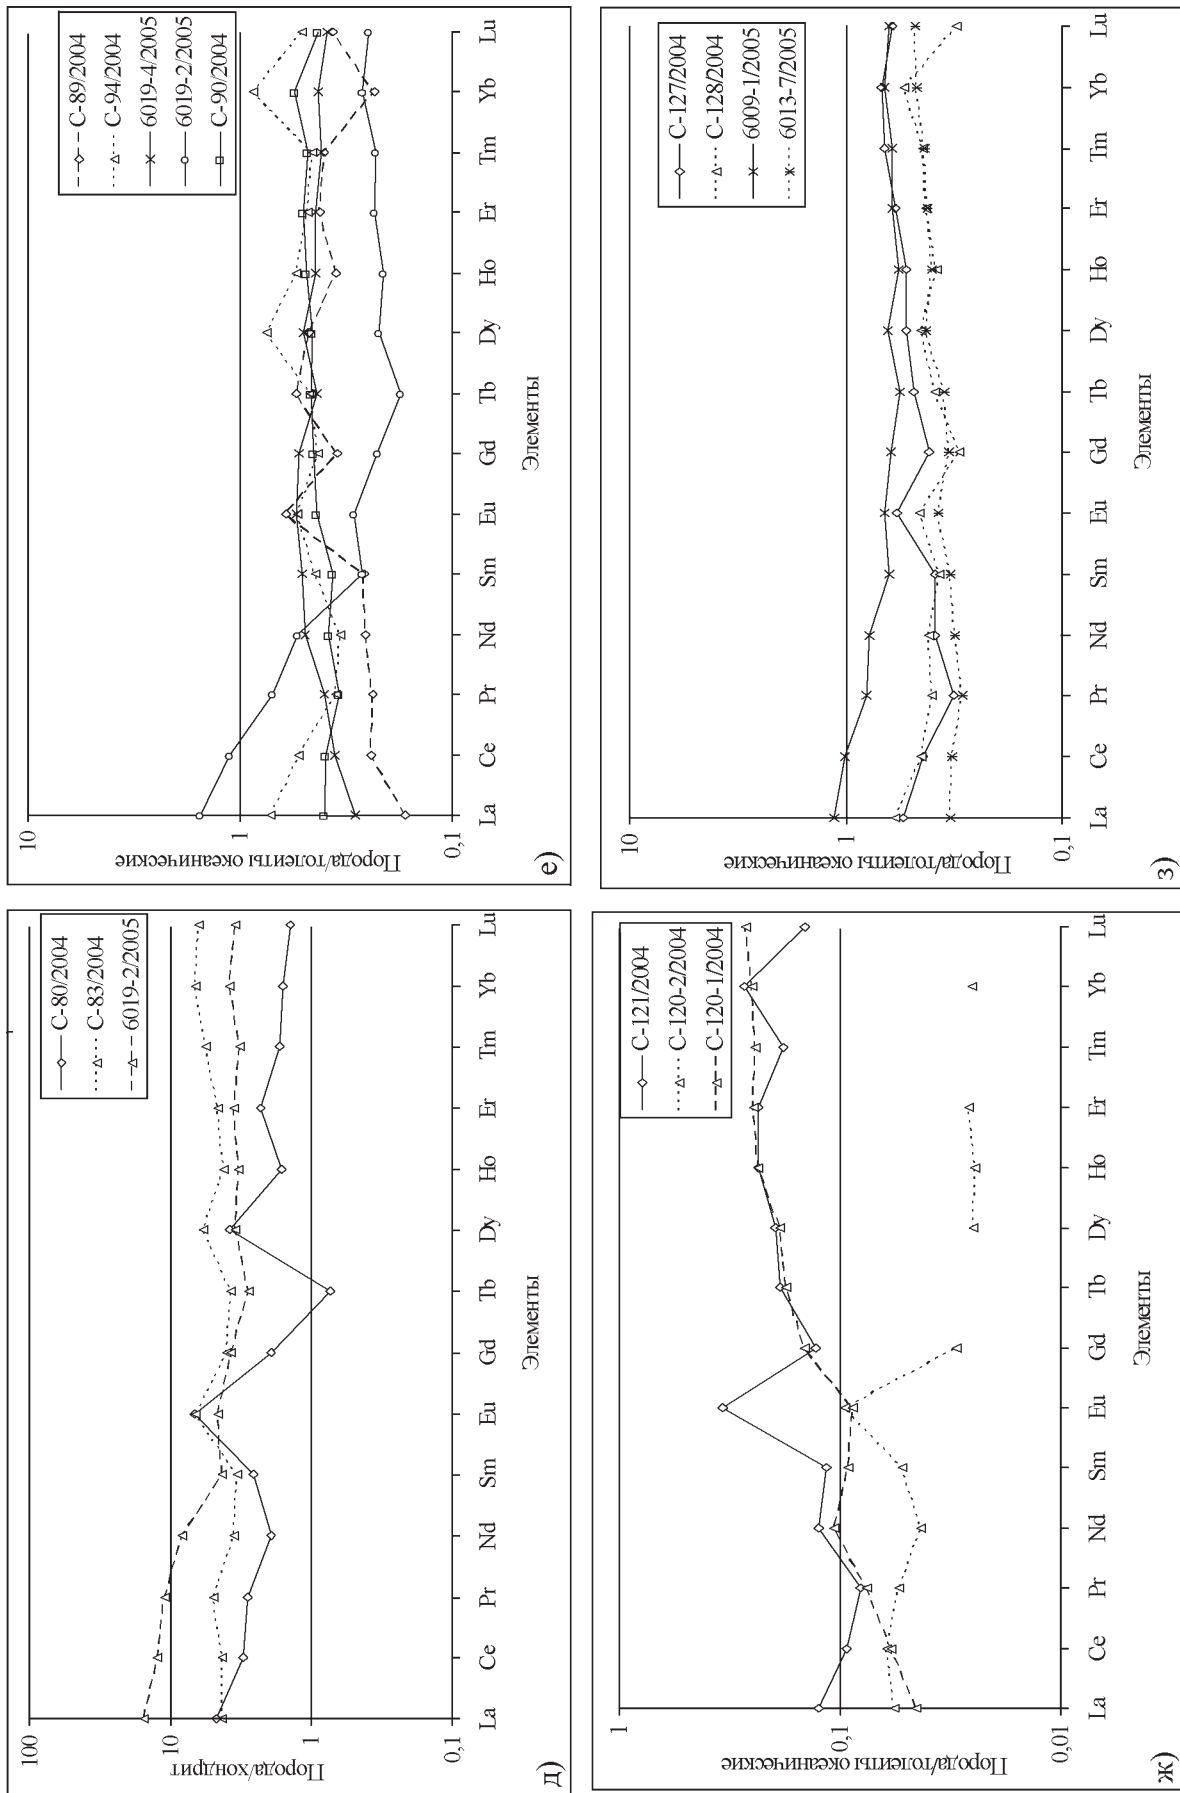 100
10
1
0,1
Порода/хондрит
La Ce Pr Nd Sm Eu Gd Tb Dy Ho Er Tm Yb Lu
Элементы
С-80/2004
С-83/2004
6019-2/2005
д)
10
1
0,1
Порода/толеиты океанические
La Ce Pr Nd Sm Eu Gd Tb Dy Ho Er Tm Yb Lu
Элементы
С-89/2004
С-94/2004
6019-4/2005
6019-2/2005
С-90/2004
е)
1
0,1
0,01
Порода/толеиты океанические
La Ce Pr Nd Sm Eu Gd Tb Dy Ho Er Tm Yb Lu
Элементы
С-121/2004
С-120-2/2004
С-120-1/2004
ж)
10
1
0,1
Порода/толеиты океанические
La Ce Pr Nd Sm Eu Gd Tb Dy Ho Er Tm Yb Lu
Элементы
С-127/2004
С-128/2004
6009-1/2005
6013-7/2005
з)